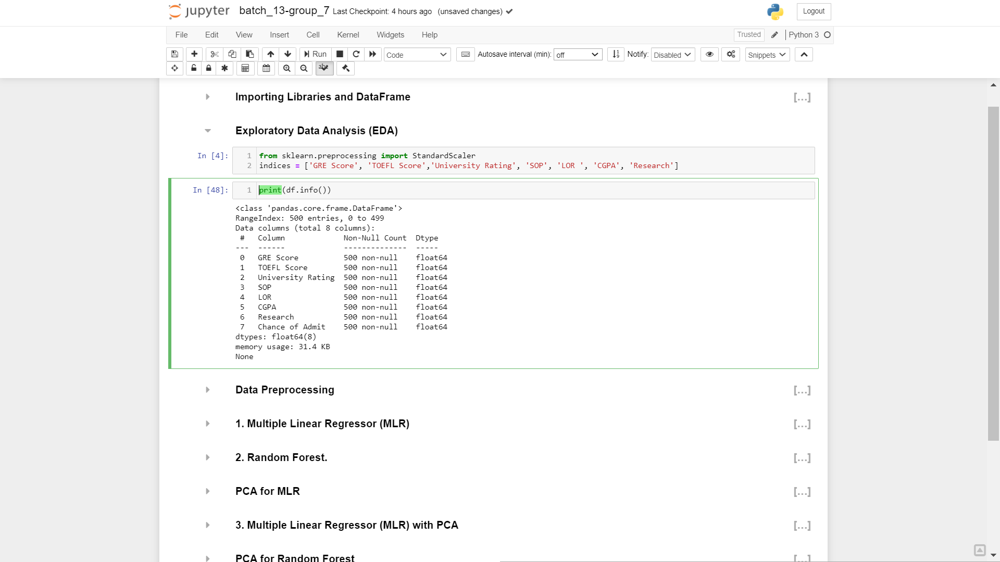 jupyter batch_13-group_7 Last Checkpoint: 4 hours ago (unsaved changes) Logout
File Edit View Insert Cell Kernel Widgets Help Trusted Python 3
Run Code Autosave interval (min): off Notify: Disabled Snippets
abc
Importing Libraries and DataFrame [...]
Exploratory Data Analysis (EDA)
In [4]: 1 from sklearn.preprocessing import StandardScaler
2 indices = ['GRE Score', 'TOEFL Score','University Rating', 'SOP', 'LOR ', 'CGPA', 'Research']
In [48]: 1 print(df.info())
<class 'pandas.core.frame.DataFrame'>
RangeIndex: 500 entries, 0 to 499
Data columns (total 8 columns):
# Column Non-Null Count Dtype
--- ------ -------------- -----
0 GRE Score 500 non-null float64
1 TOEFL Score 500 non-null float64
2 University Rating 500 non-null float64
3 SOP 500 non-null float64
4 LOR 500 non-null float64
5 CGPA 500 non-null float64
6 Research 500 non-null float64
7 Chance of Admit 500 non-null float64
dtypes: float64(8)
memory usage: 31.4 KB
None
Data Preprocessing [...]
1. Multiple Linear Regressor (MLR) [...]
2. Random Forest. [...]
PCA for MLR [...]
3. Multiple Linear Regressor (MLR) with PCA [...]
PCA for Random Forest [...]